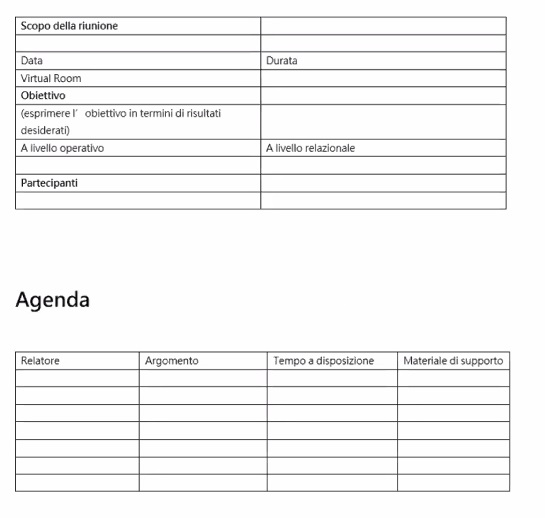 Scopo della riunione
Data Durata
Virtual Room
Obiettivo
(esprimere l' obiettivo in termini di risultati
desiderati)
A livello operativo A livello relazionale
Partecipanti
Agenda
Relatore Argomento Tempo a disposizione Materiale di supporto